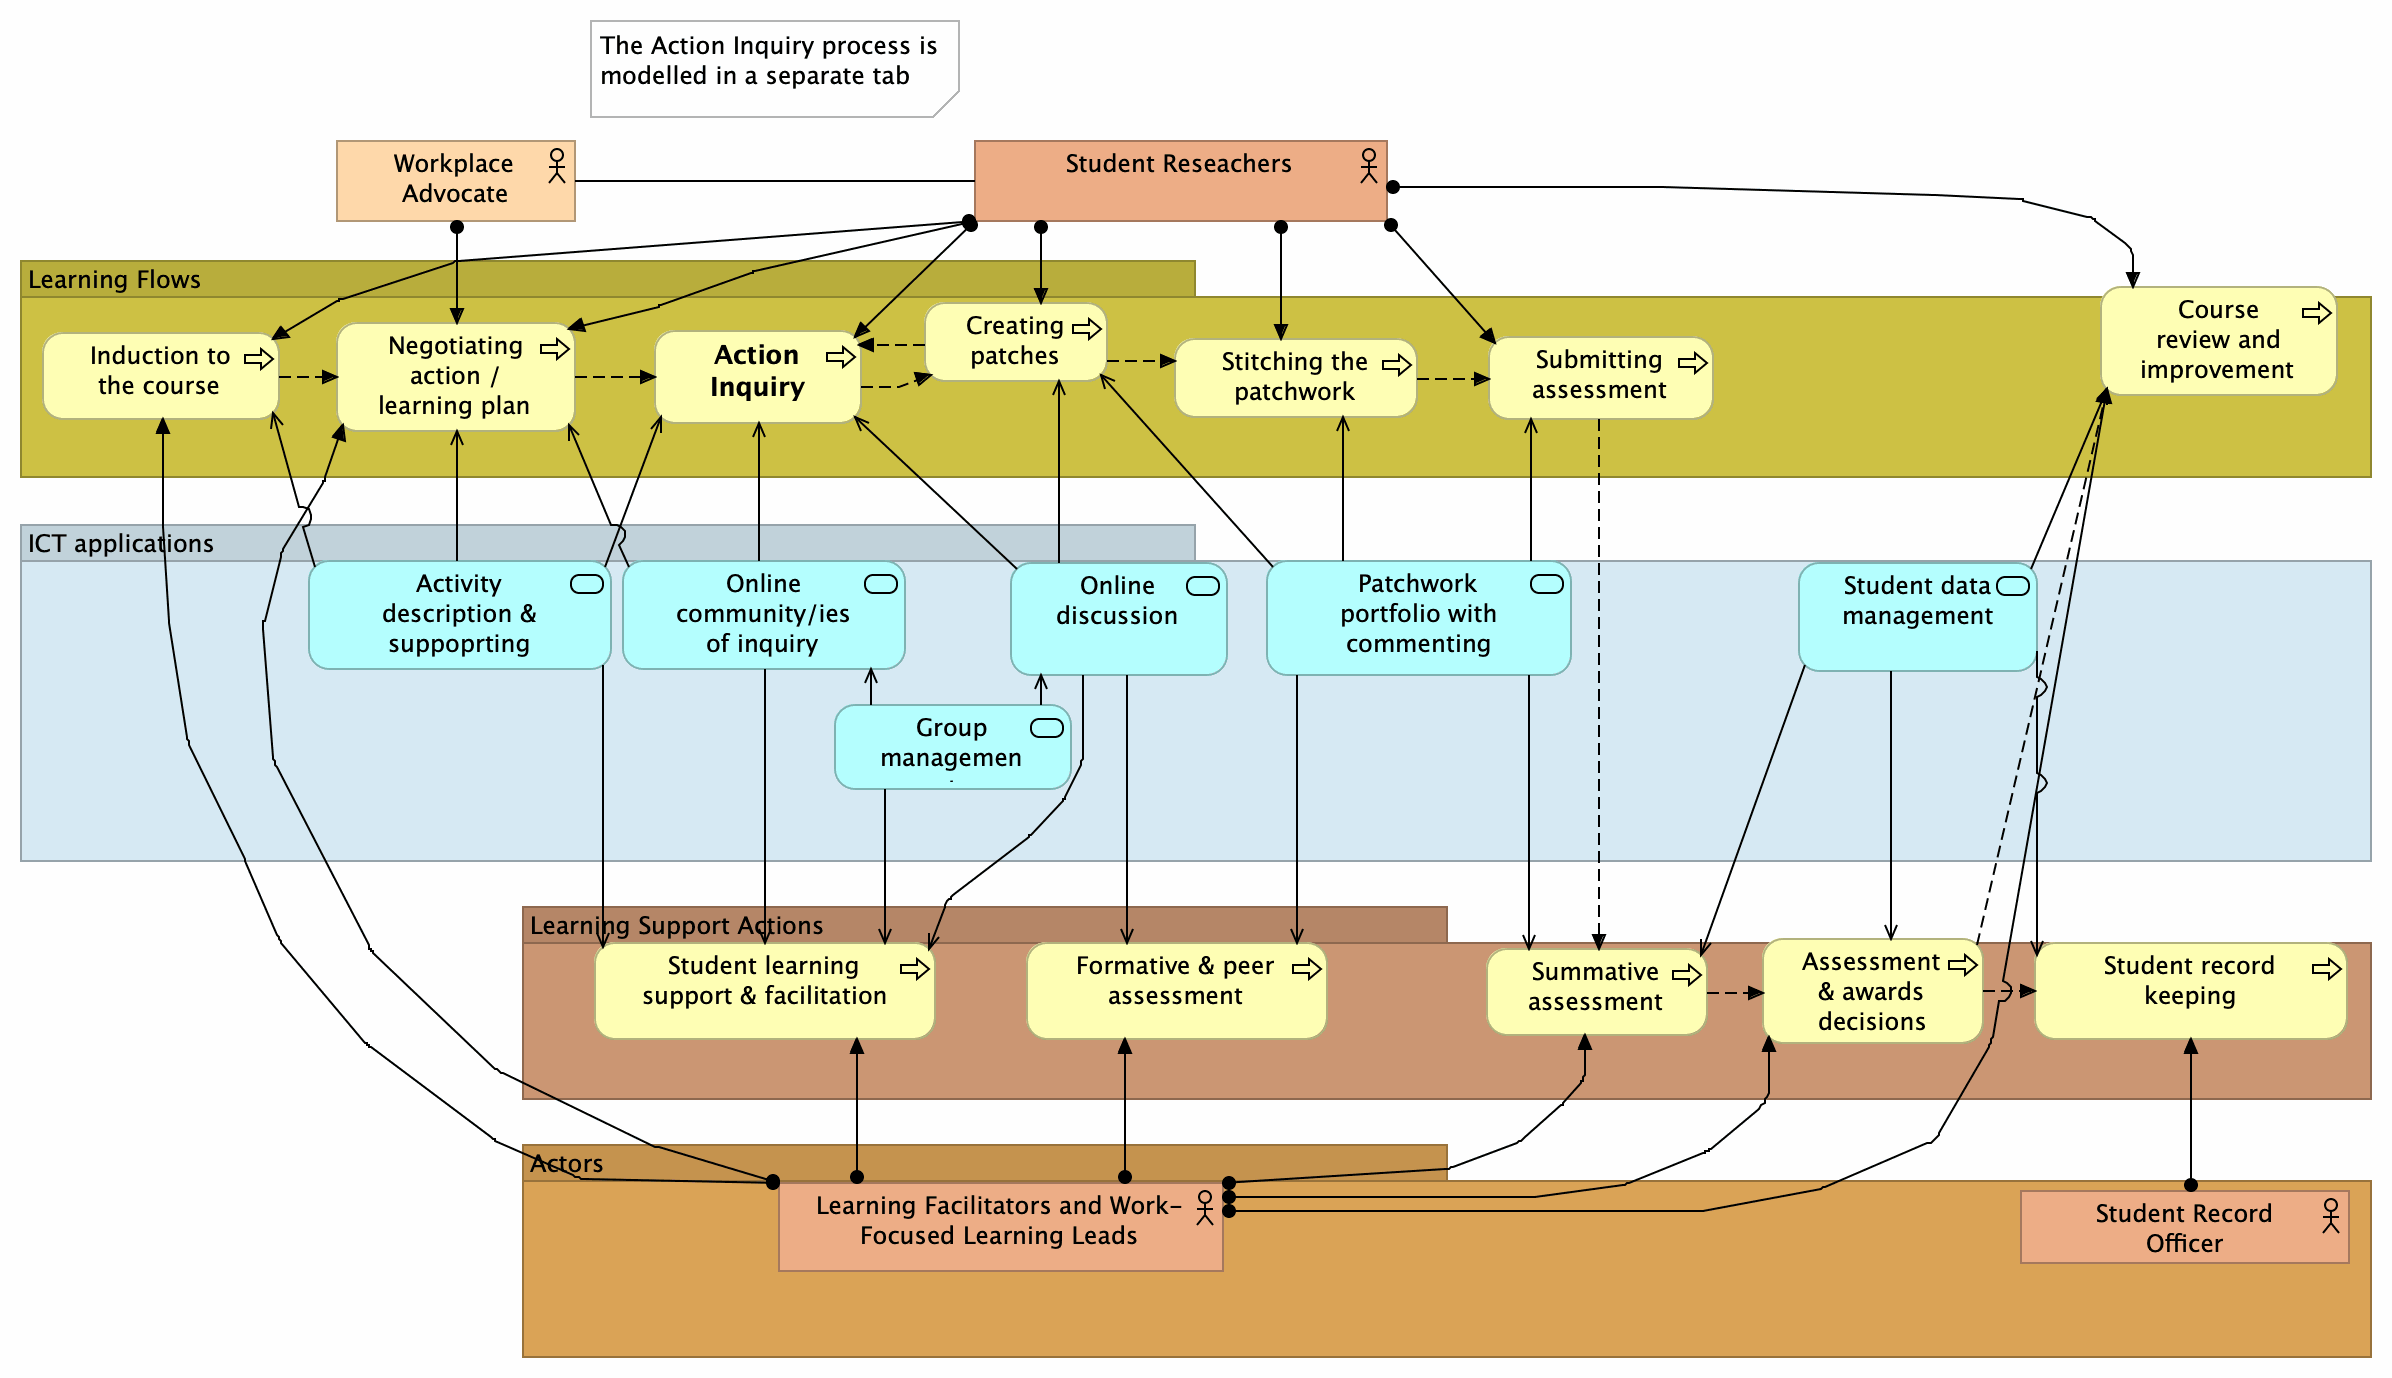 The Action Inquiry process is
modelled in a separate tab
Workplace
Advocate
Student Reseachers
Learning Flows
Induction to
the course
Negotiating
action /
learning plan
Action
Inquiry
Creating
patches
Stitching the
patchwork
Submitting
assessment
Course
review and
improvement
ICT applications
Activity
description &
suppoprting
Online
community/ies
of inquiry
Online
discussion
Patchwork
portfolio with
commenting
Student data
management
Group
managemen
Learning Support Actions
Student learning
support & facilitation
Formative & peer
assessment
Summative
assessment
Assessment
& awards
decisions
Student record
keeping
Actors
Learning Facilitators and Work-
Focused Learning Leads
Student Record
Officer